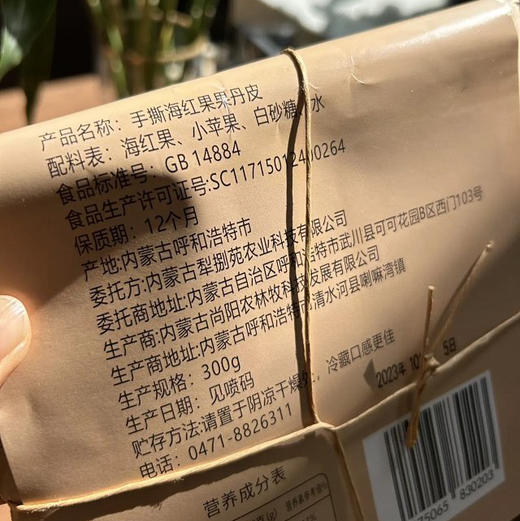 产品名称：手撕海红果果丹皮
配料表：海红果、小苹果、白砂糖、水
食品标准号：GB 14884
食品生产许可证号:SC1171501 00264
保质期：12个月
产地:内蒙古呼和浩特市
委托方：内蒙古犁捌苑农业科技有限公司
委托商地址：内蒙古自治区呼和浩特市武川县可可花园B区西门103号
生产商：内蒙古尚阳农林牧科技发展有限公司
生产商地址：内蒙古呼和浩特市清水河县喇嘛湾镇
生产规格：300g
生产日期：见喷码
贮存方法:请置于阴凉干燥处，冷藏口感更佳
2023年 10 5日
电话：0471-8826311
营养成分表
(g)
75065 830203